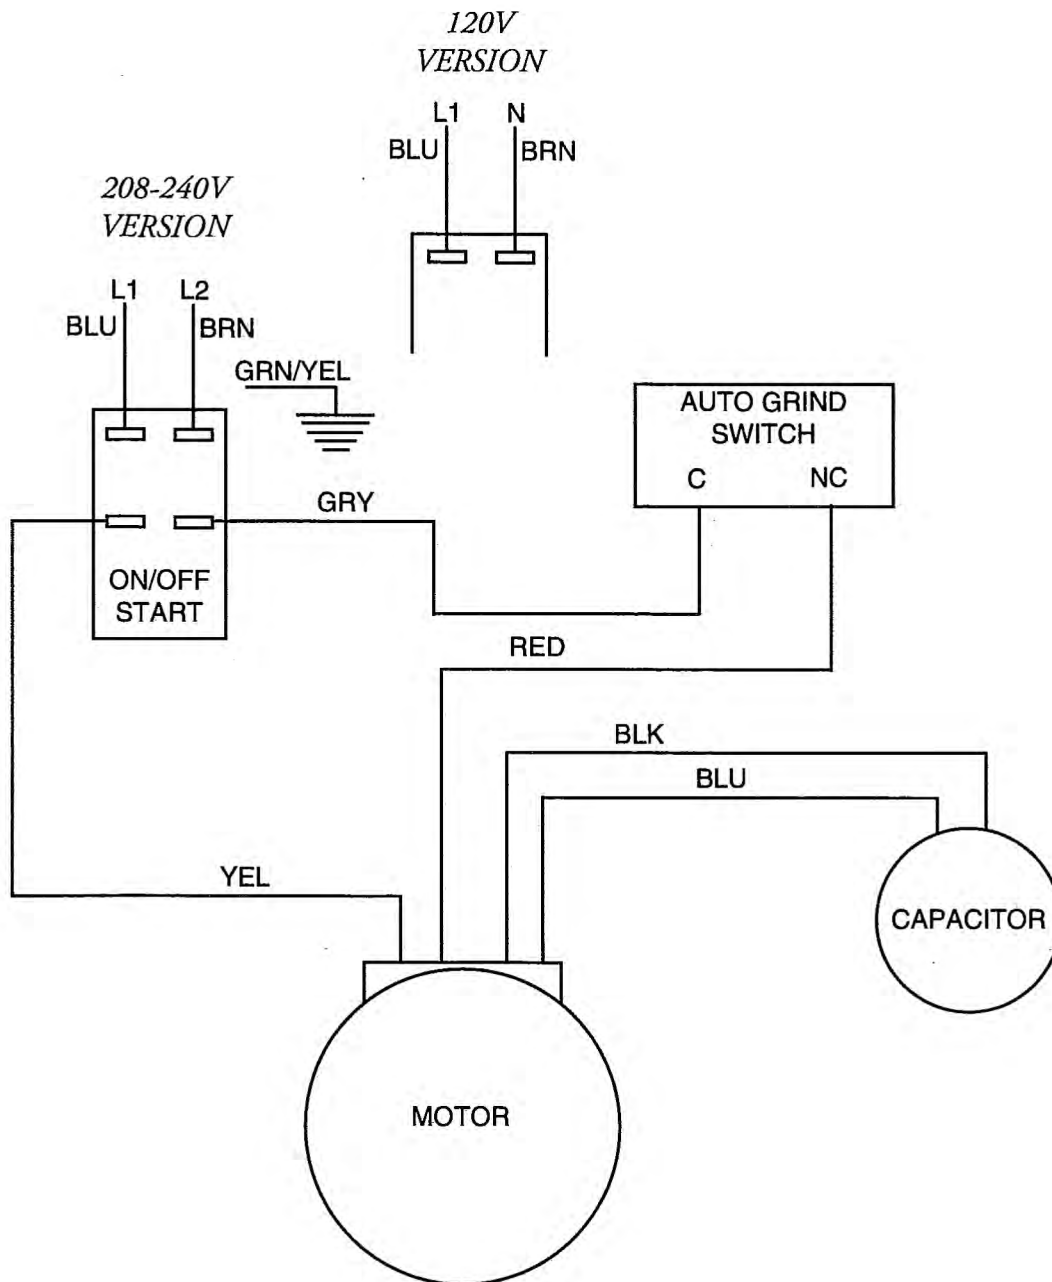 120V
VERSION
L1 N
BLU BRN
208-240V
VERSION
L1 L2
BLU BRN
GRN/YEL
AUTO GRIND
SWITCH
C NC
GRY
ON/OFF
START
RED
BLK
BLU
YEL
CAPACITOR
MOTOR